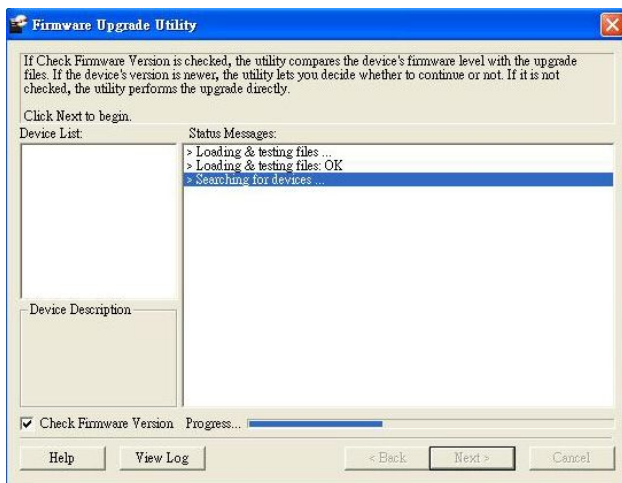 Firmware Upgrade Utility
If Check Firmware Version is checked, the utility compares the device's firmware level with the upgrade
files. If the device's version is newer, the utility lets you decide whether to continue or not. If it is not
checked, the utility performs the upgrade directly.
Click Next to begin.
Device List:
Status Messages:
> Loading & testing files ...
> Loading & testing files: OK
> Searching for devices ...
Device Description
Check Firmware Version
Progress...
Help
View Log
< Back
Next >
Cancel